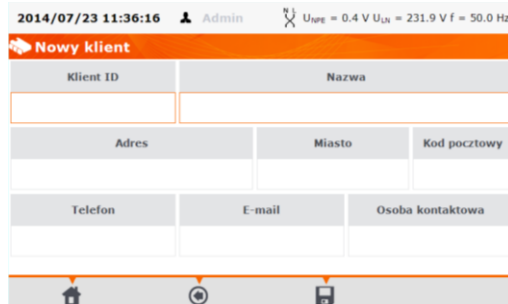 2014/07/23 11:36:16 Admin N L UNPE = 0.4 V ULN = 231.9 V f = 50.0 Hz
Nowy klient
Klient ID Nazwa
Adres Miasto Kod pocztowy
Telefon E-mail Osoba kontaktowa